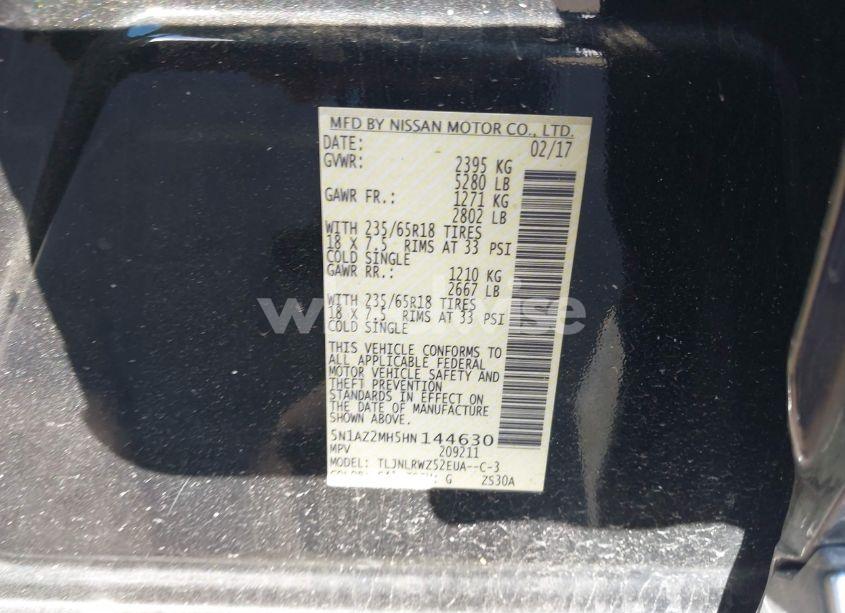 MFD BY NISSAN MOTOR CO., LTD.
DATE: 02/17
GVWR: 2395 KG
5280 LB
GAWR FR.: 1271 KG
2802 LB
WITH 235/65R18 TIRES
18 X 7.5 RIMS AT 33 PSI
COLD SINGLE
GAWR RR.: 1210 KG
2667 LB
WITH 235/65R18 TIRES
18 X 7.5 RIMS AT 33 PSI
COLD SINGLE
THIS VEHICLE CONFORMS TO
ALL APPLICABLE FEDERAL
MOTOR VEHICLE SAFETY AND
THEFT PREVENTION
STANDARDS IN EFFECT ON
THE DATE OF MANUFACTURE
SHOWN ABOVE.
5N1AZ2MH5HN 144630
MPV 209211
MODEL: TLJNLRWZ52EUA--C-3
G ZS30A